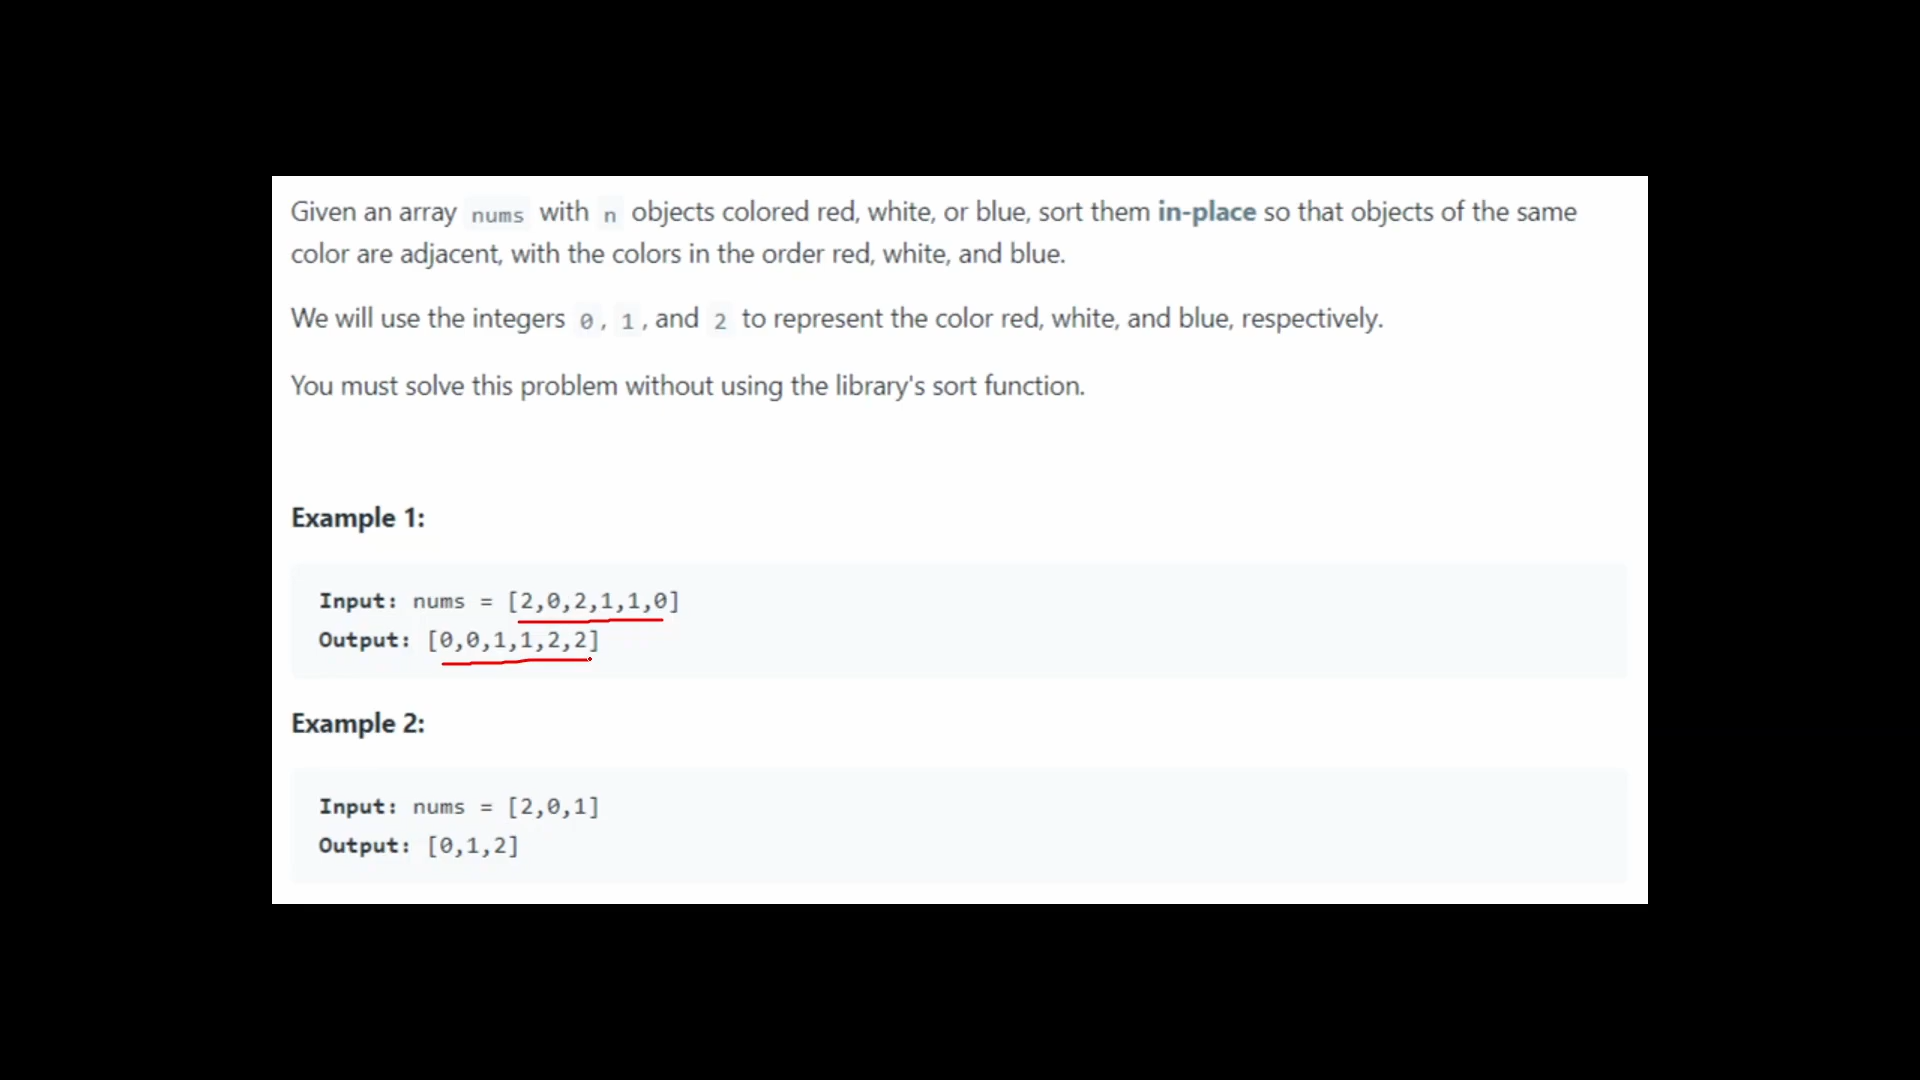 Given an array nums with n objects colored red, white, or blue, sort them in-place so that objects of the same
color are adjacent, with the colors in the order red, white, and blue.
We will use the integers 0, 1, and 2 to represent the color red, white, and blue, respectively.
You must solve this problem without using the library's sort function.
Example 1:
Input: nums = [2,0,2,1,1,0]
Output: [0,0,1,1,2,2]
Example 2:
Input: nums = [2,0,1]
Output: [0,1,2]